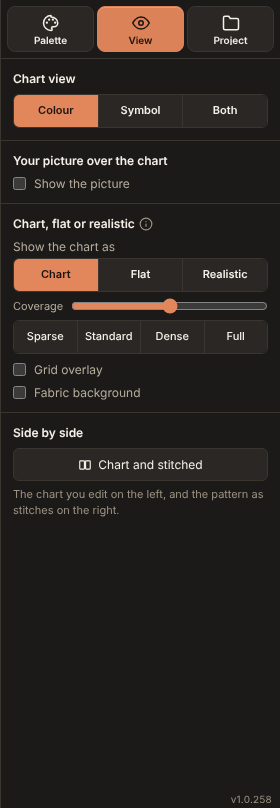 Palette
View
Project
Chart view
Colour
Symbol
Both
Your picture over the chart
Show the picture
Chart, flat or realistic
Show the chart as
Chart
Flat
Realistic
Coverage
Sparse
Standard
Dense
Full
Grid overlay
Fabric background
Side by side
Chart and stitched
The chart you edit on the left, and the pattern as
stitches on the right.
v1.0.258